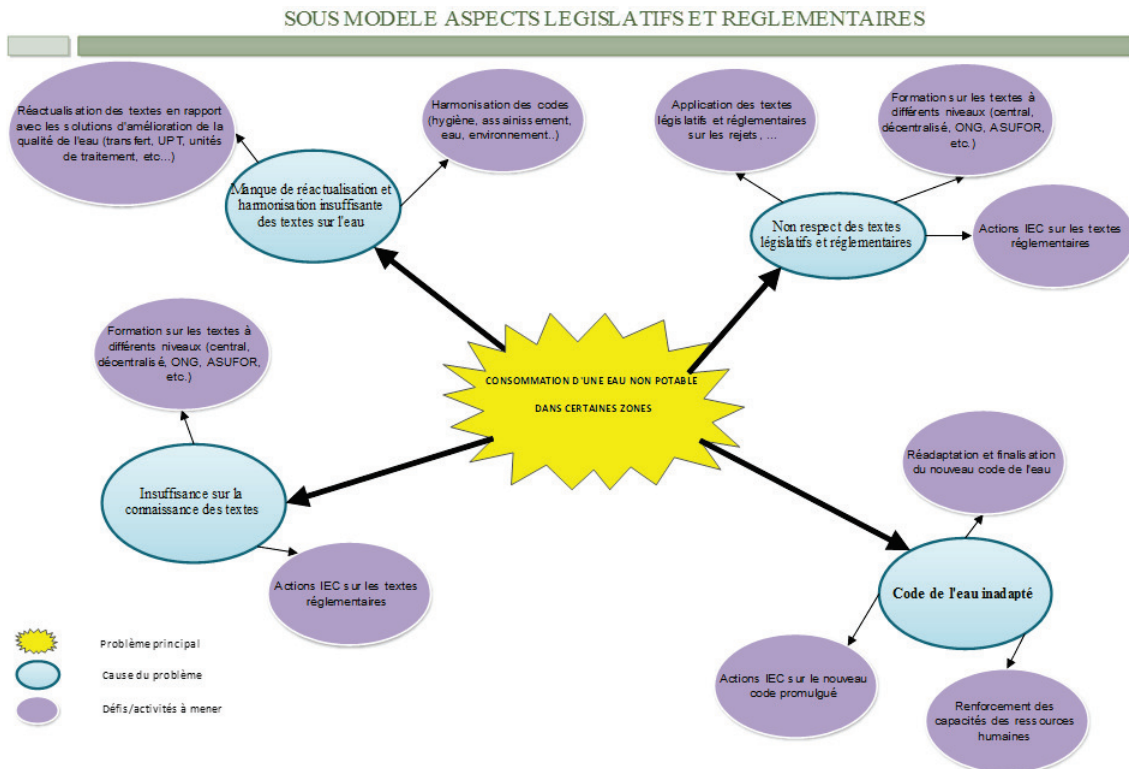 SOUS MODELE ASPECTS LEGISLATIFS ET REGLEMENTAIRES
Réactualisation des textes en rapport
avec les solutions d'amélioration de la
qualité de l'eau (transfert, UPT, unités
de traitement, etc...)
Harmonisation des codes
(hygiène, assainissement,
eau, environnement..)
Manque de réactualisation et
harmonisation insuffisante
des textes sur l'eau
Application des textes
législatifs et réglementaires
sur les rejets, ...
Formation sur les textes à
différents niveaux (central,
décentralisé, ONG, ASUFOR,
etc.)
Non respect des textes
législatifs et réglementaires
Actions IEC sur les textes
réglementaires
Formation sur les textes à
différents niveaux (central,
décentralisé, ONG, ASUFOR,
etc.)
CONSOMMATION D'UNE EAU NON POTABLE
DANS CERTAINES ZONES
Insuffisance sur la
connaissance des textes
Actions IEC sur les textes
réglementaires
Réadaptation et finalisation
du nouveau code de l'eau
Code de l'eau inadapté
Actions IEC sur le nouveau
code promulgué
Renforcement des
capacités des ressources
humaines
Problème principal
Cause du problème
Défis/activités à mener